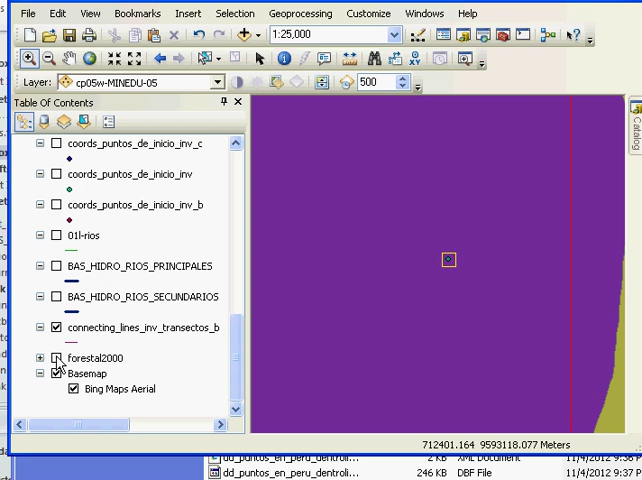 File Edit View Bookmarks Insert Selection Geoprocessing Customize Windows Help
1:25,000
Layer: cp05w-MINEDU-05 500
Table Of Contents
Catalog
coords_puntos_de_inicio_inv_c
coords_puntos_de_inicio_inv
coords_puntos_de_inicio_inv_b
01l-rios
BAS_HIDRO_RIOS_PRINCIPALES
BAS_HIDRO_RIOS_SECUNDARIOS
connecting_lines_inv_transectos_b
forestal2000
Basemap
Bing Maps Aerial
712401.164 9593118.077 Meters
dd_puntos_en_peru_dentroli... 2 KB XML Document 11/4/2012 9:36 P
dd_puntos_en_peru_dentroli... 246 KB DBF File 11/4/2012 9:37 P